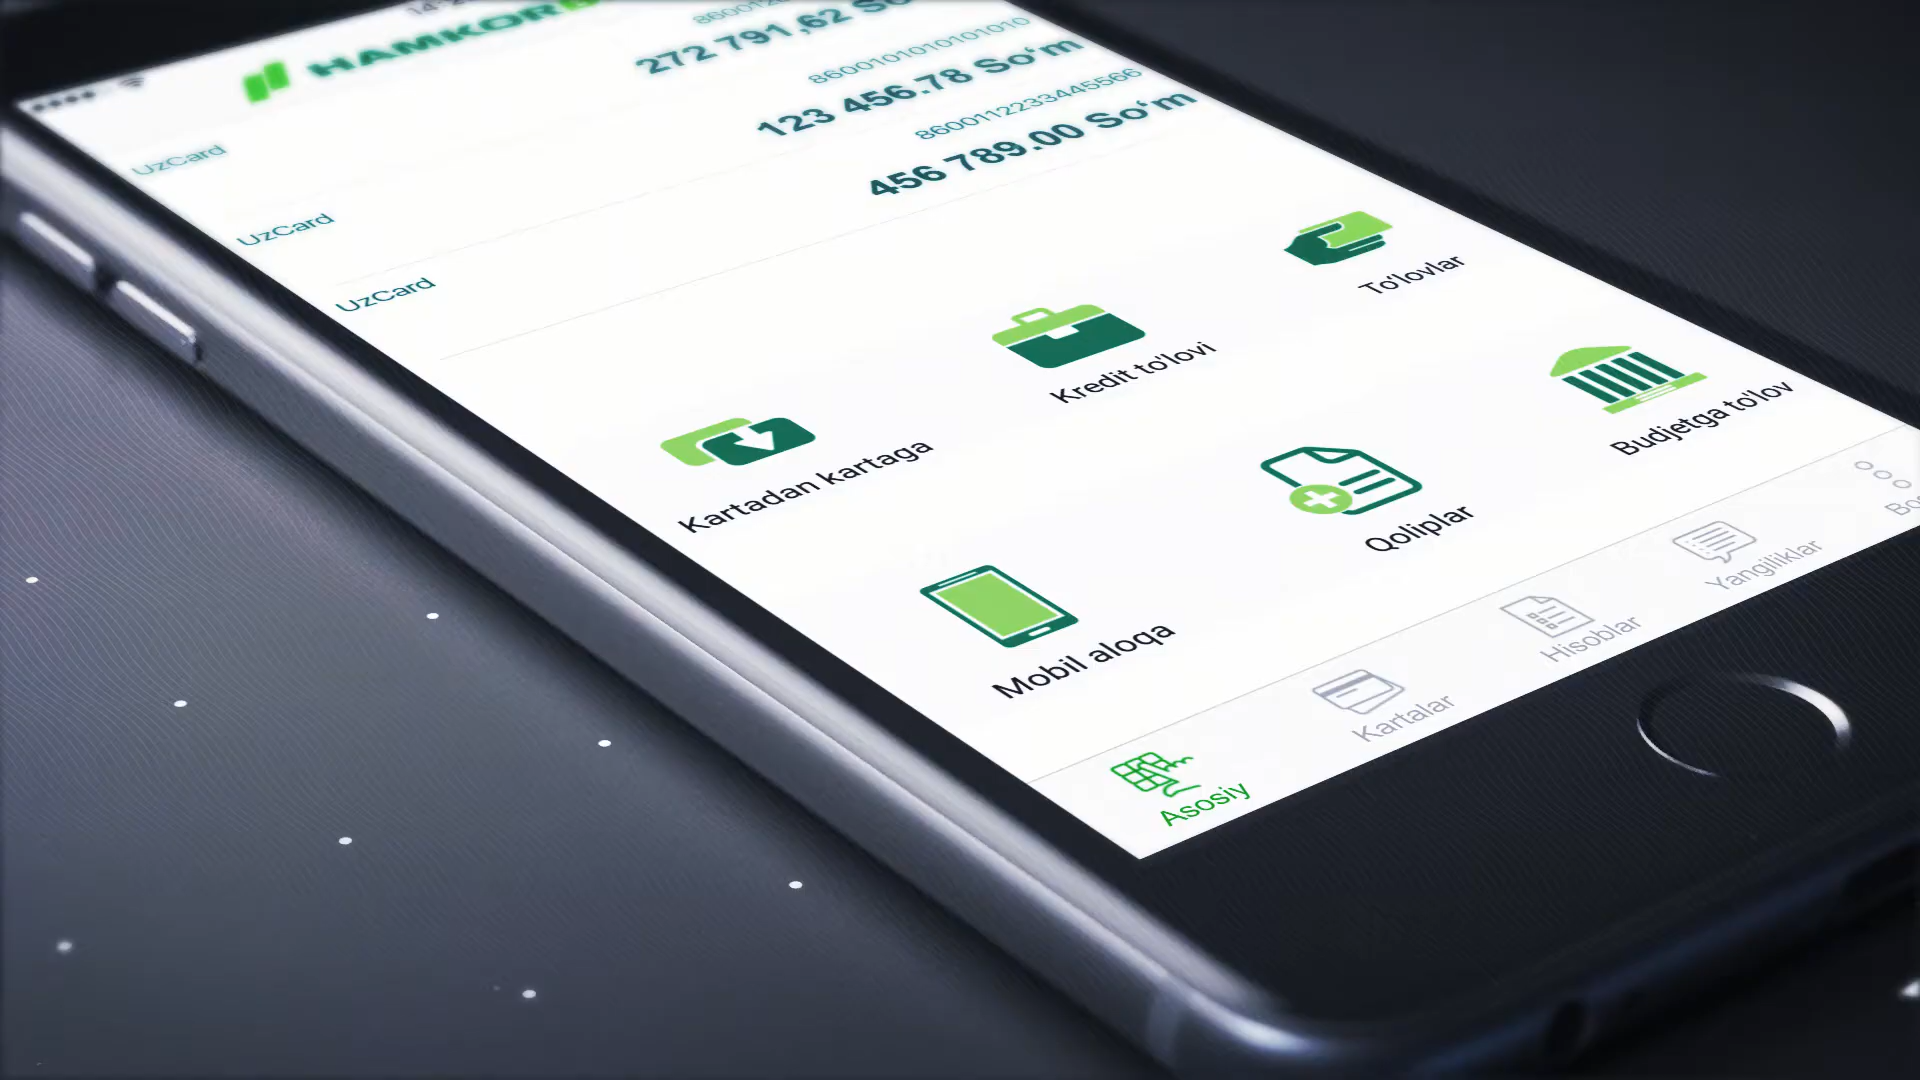 HAMKOR
272 791,62
UzCard
86001010101010
123 456.78 So‘m
UzCard
8600112233445566
456 789.00 So‘m
UzCard
Kartadan kartaga
Kredit to'lovi
To'lovlar
Mobil aloqa
Qoliplar
Budjetga to'lov
Asosiy
Kartalar
Hisoblar
Yangiliklar